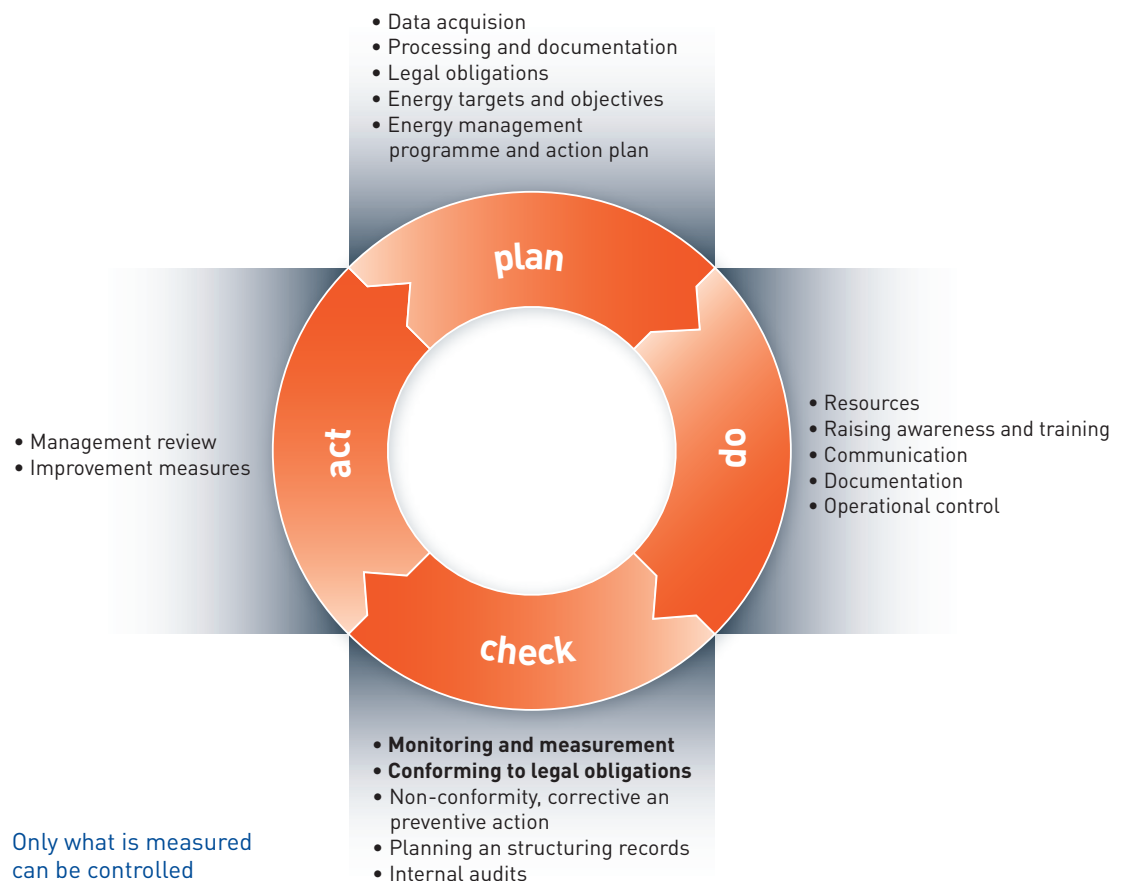 • Data acquision
• Processing and documentation
• Legal obligations
• Energy targets and objectives
• Energy management
programme and action plan
plan
act
do
check
• Management review
• Improvement measures
• Resources
• Raising awareness and training
• Communication
• Documentation
• Operational control
• Monitoring and measurement
• Conforming to legal obligations
• Non-conformity, corrective an
preventive action
• Planning an structuring records
• Internal audits
Only what is measured
can be controlled